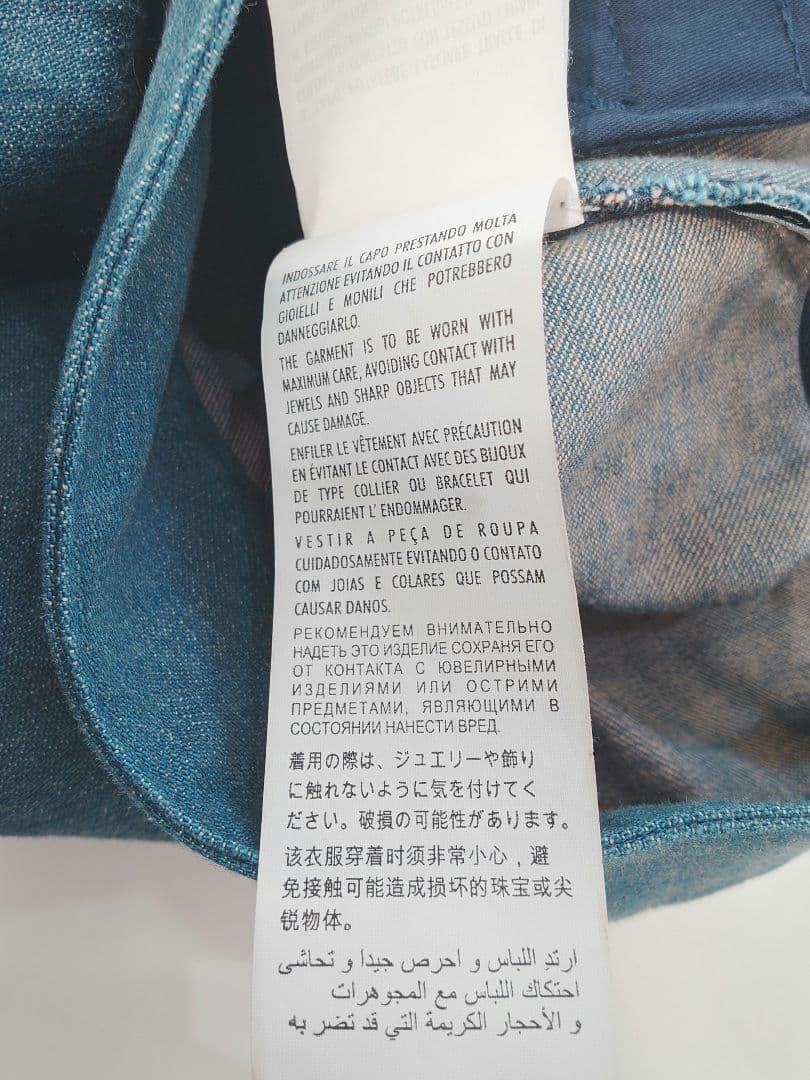 INDOSSARE IL CAPO PRESTANDO MOLTA
ATTENZIONE EVITANDO IL CONTATTO CON
GIOIELLI E MONILI CHE POTREBBERO
DANNEGGIARLO.
THE GARMENT IS TO BE WORN WITH
MAXIMUM CARE, AVOIDING CONTACT WITH
JEWELS AND SHARP OBJECTS THAT MAY
CAUSE DAMAGE.
ENFILER LE VÊTEMENT AVEC PRÉCAUTION
EN ÉVITANT LE CONTACT AVEC DES BIJOUX
DE TYPE COLLIER OU BRACELET QUI
POURRAIENT L' ENDOMMAGER.
VESTIR A PEÇA DE ROUPA
CUIDADOSAMENTE EVITANDO O CONTATO
COM JOIAS E COLARES QUE POSSAM
CAUSAR DANOS.
РЕКОМЕНДУЕМ ВНИМАТЕЛЬНО
НАДЕТЬ ЭТО ИЗДЕЛИЕ СОХРАНЯ ЕГО
ОТ КОНТАКТА С ЮВЕЛИРНЫМИ
ИЗДЕЛИЯМИ ИЛИ ОСТРИМИ
ПРЕДМЕТАМИ, ЯВЛЯЮЩИМИ В
СОСТОЯНИИ НАНЕСТИ ВРЕД.
着用の際は、ジュエリーや飾り
に触れないように気を付けてく
ださい。破損の可能性があります。
该衣服穿着时须非常小心，避
免接触可能造成损坏的珠宝或尖
锐物体。
ارتدِ اللباس و احرص جيدا و تحاشى
احتكاك اللباس مع المجوهرات
و الأحجار الكريمة التي قد تضر به